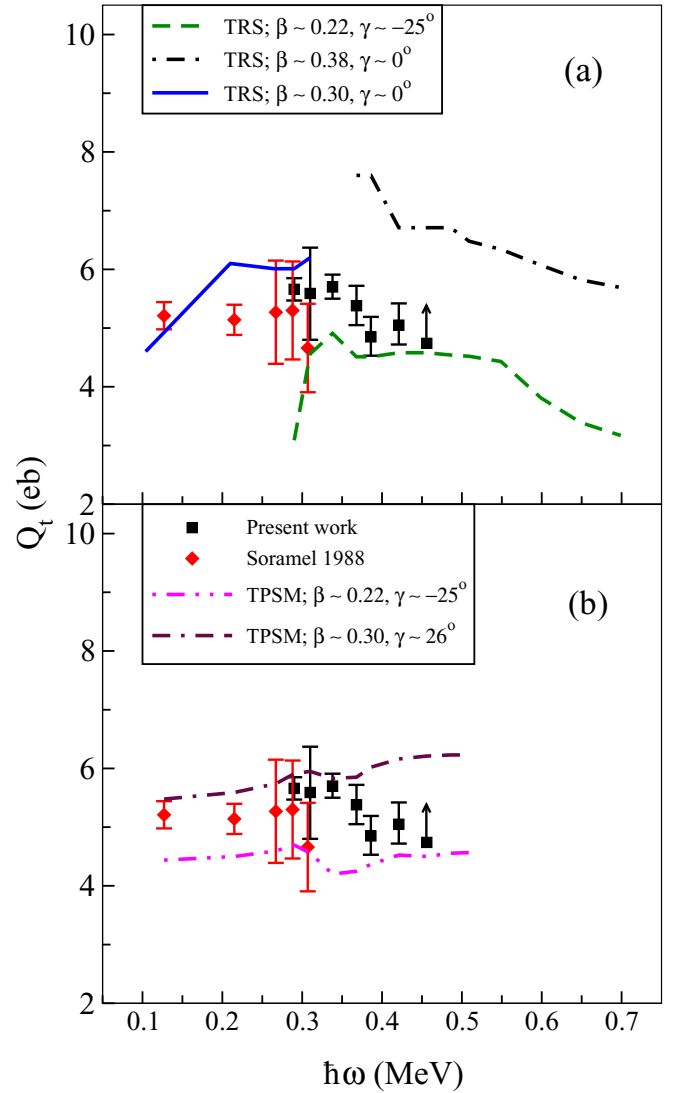 10
TRS; β ~ 0.22, γ ~ −25°
TRS; β ~ 0.38, γ ~ 0°
TRS; β ~ 0.30, γ ~ 0°
(a)
8
6
4
2
Qt (eb)
10
Present work
Soramel 1988
TPSM; β ~ 0.22, γ ~ −25°
TPSM; β ~ 0.30, γ ~ 26°
(b)
8
6
4
2
0.1 0.2 0.3 0.4 0.5 0.6 0.7
ħω (MeV)